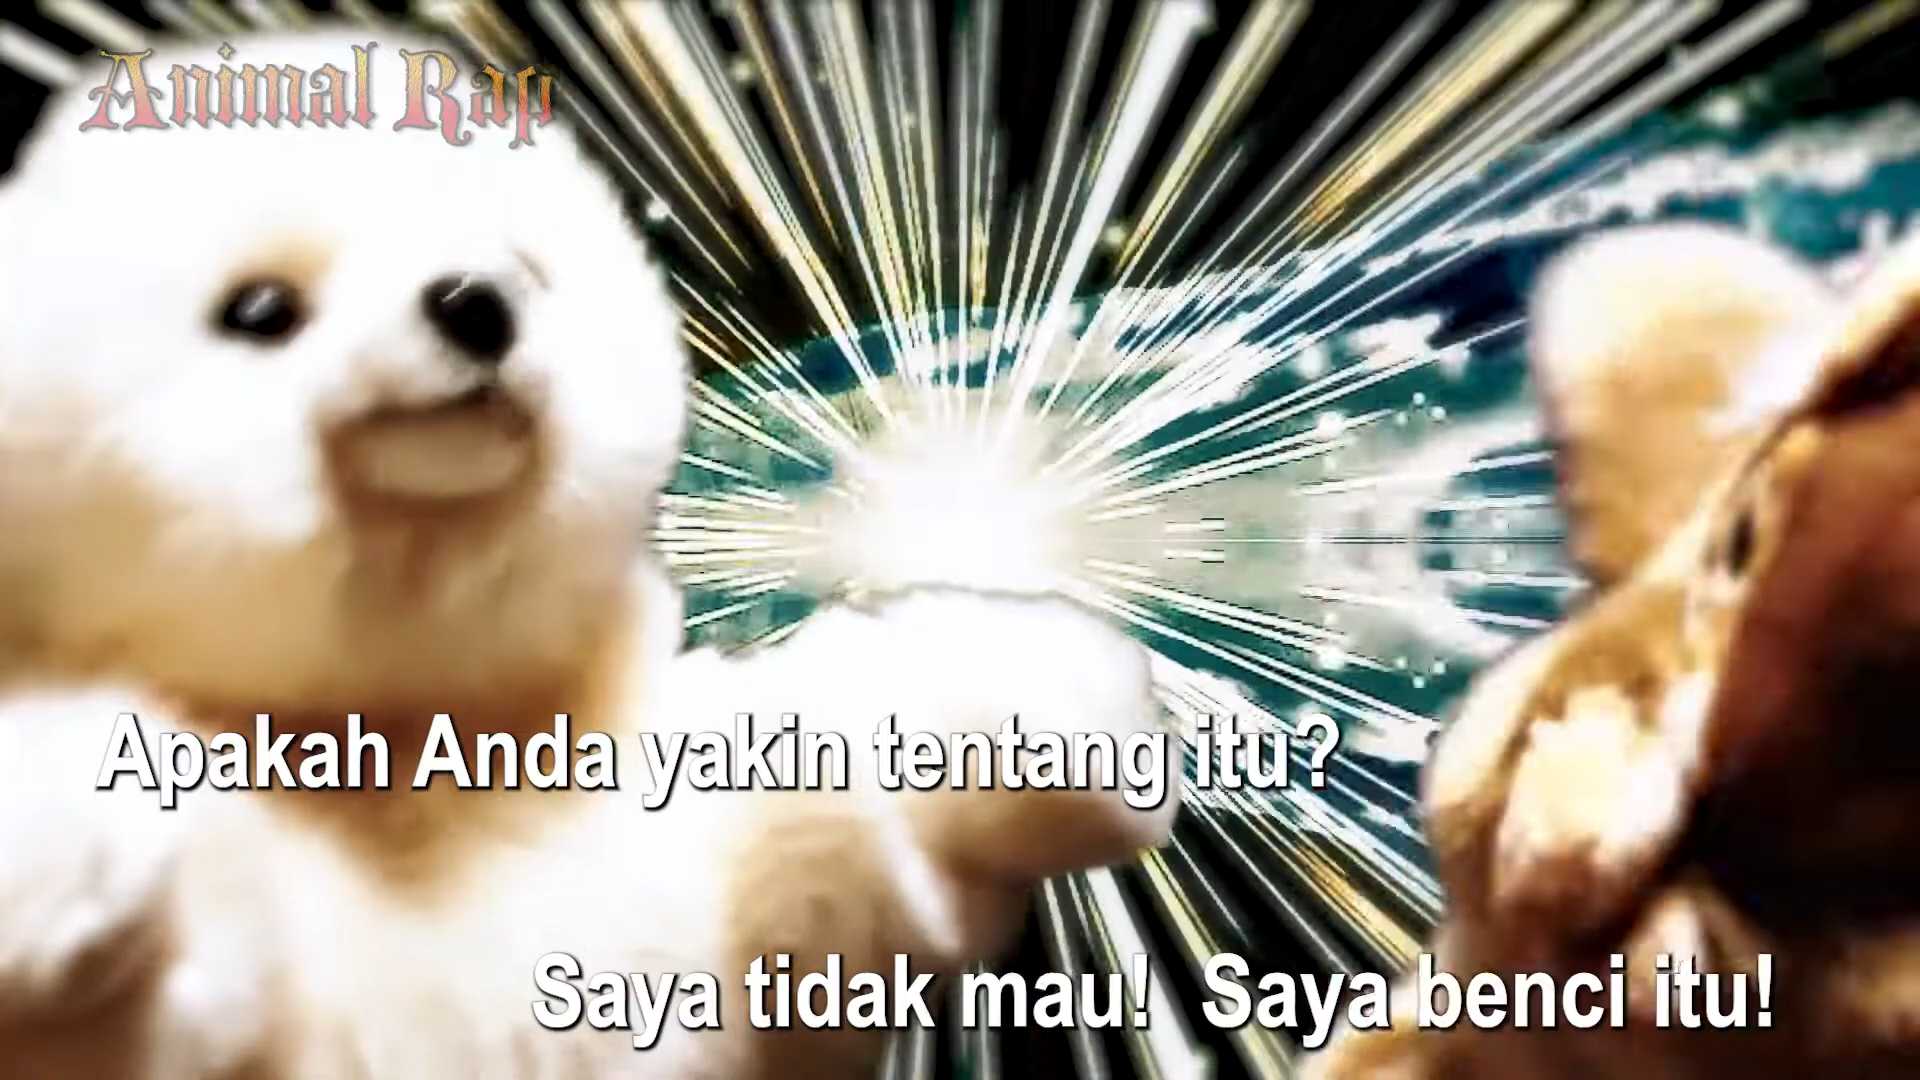 Animal Rap
Apakah Anda yakin tentang itu?
Saya tidak mau! Saya benci itu!